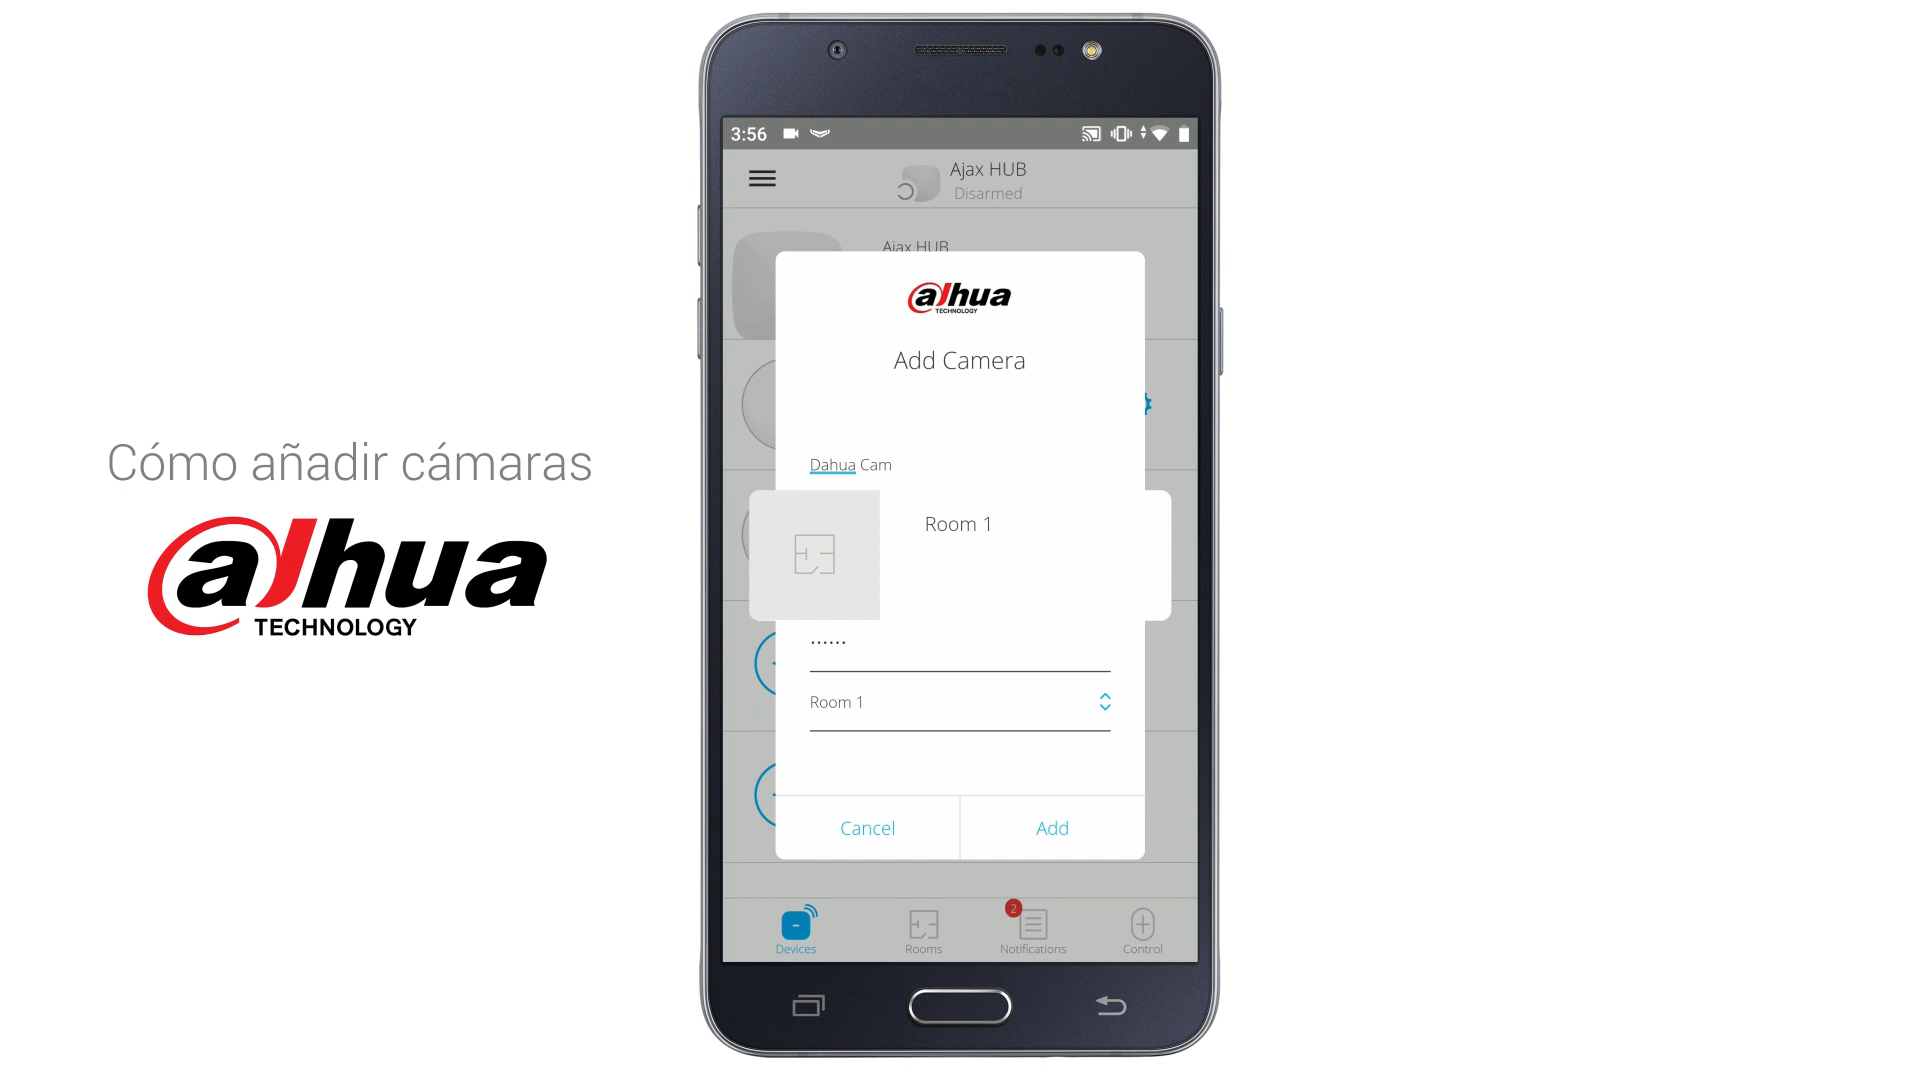 Cómo añadir cámaras
alhua
TECHNOLOGY
3:56
Ajax HUB
Disarmed
Ajax HUB
alhua
TECHNOLOGY
Add Camera
Dahua Cam
Room 1
······
Room 1
Cancel
Add
2
Devices
Rooms
Notifications
Control